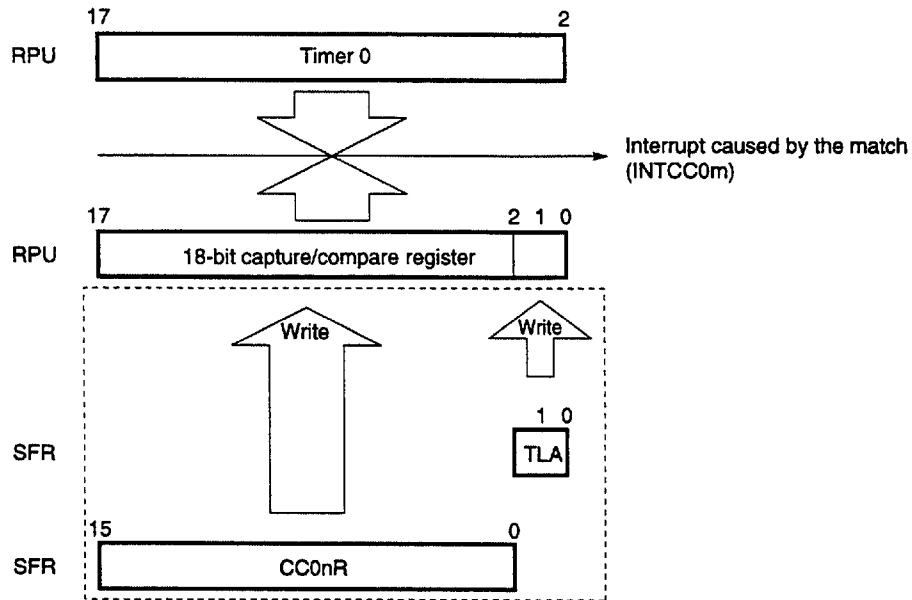 17 2
RPU Timer 0
Interrupt caused by the match
(INTCC0m)
17 2 1 0
RPU 18-bit capture/compare register
Write Write
1 0
SFR TLA
15 0
SFR CC0nR